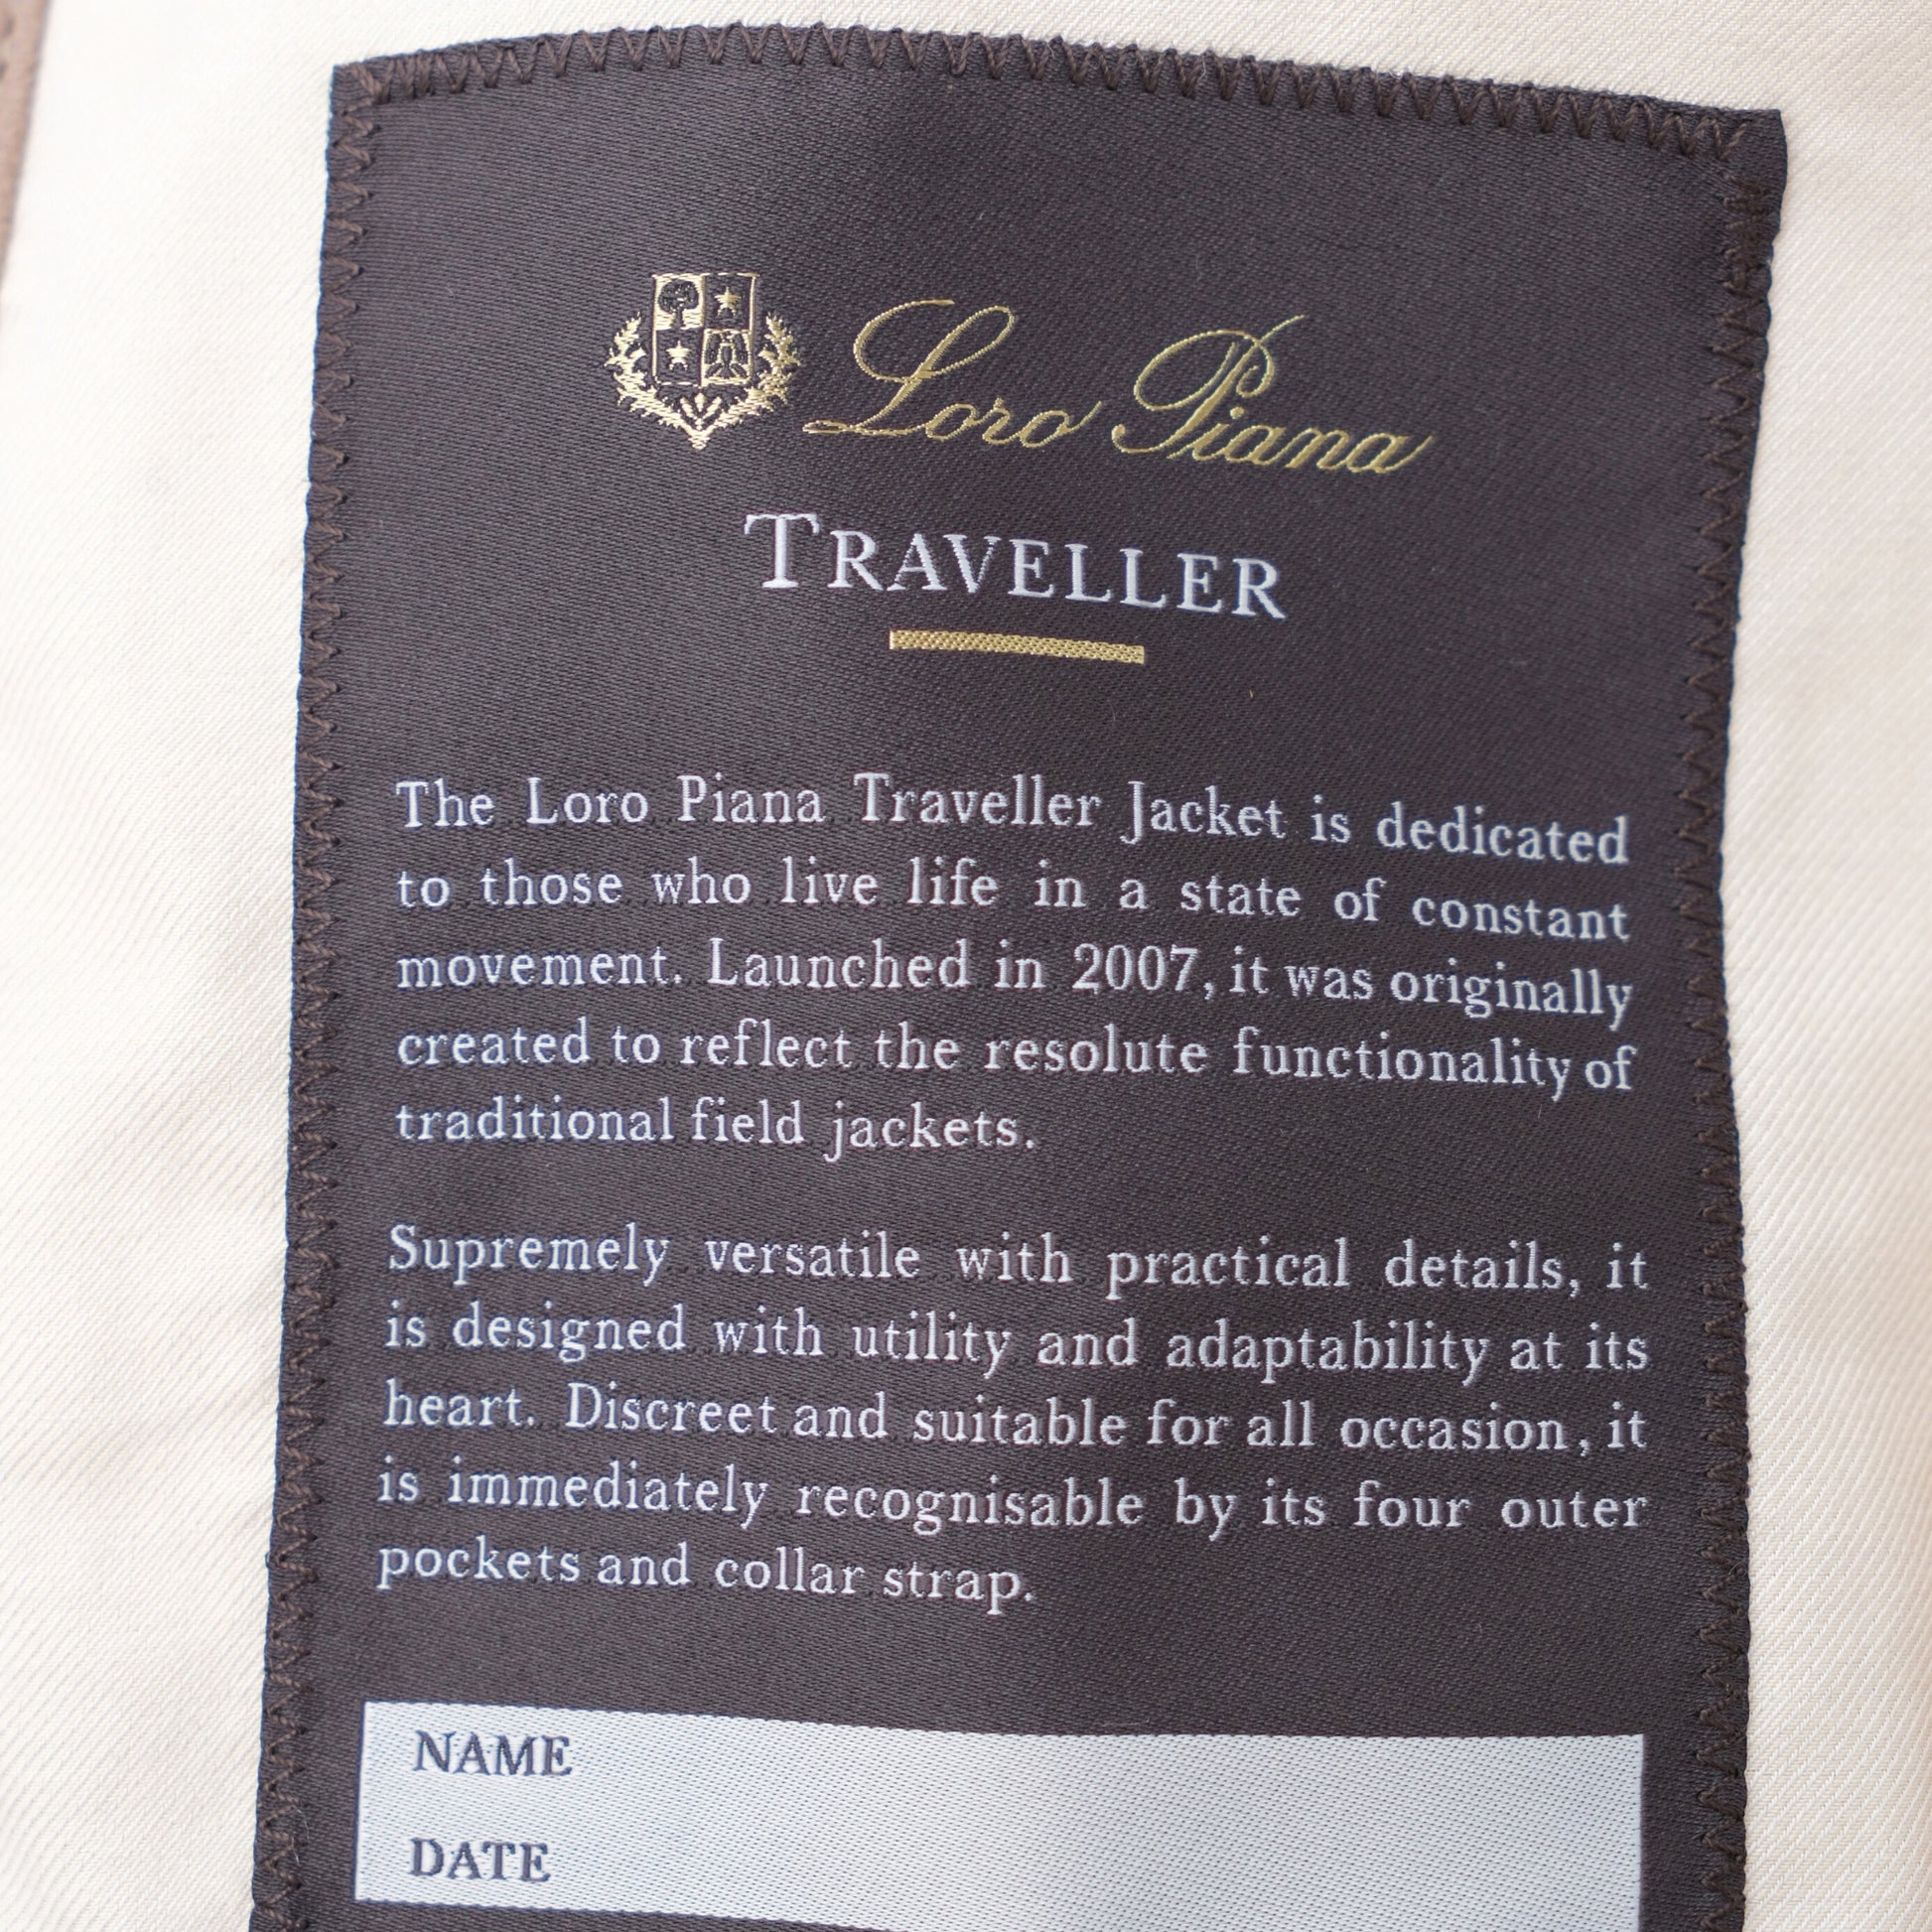 Loro Piana
TRAVELLER
The Loro Piana Traveller Jacket is dedicated
to those who live life in a state of constant
movement. Launched in 2007, it was originally
created to reflect the resolute functionality of
traditional field jackets.
Supremely versatile with practical details, it
is designed with utility and adaptability at its
heart. Discreet and suitable for all occasion, it
is immediately recognisable by its four outer
pockets and collar strap.
NAME
DATE